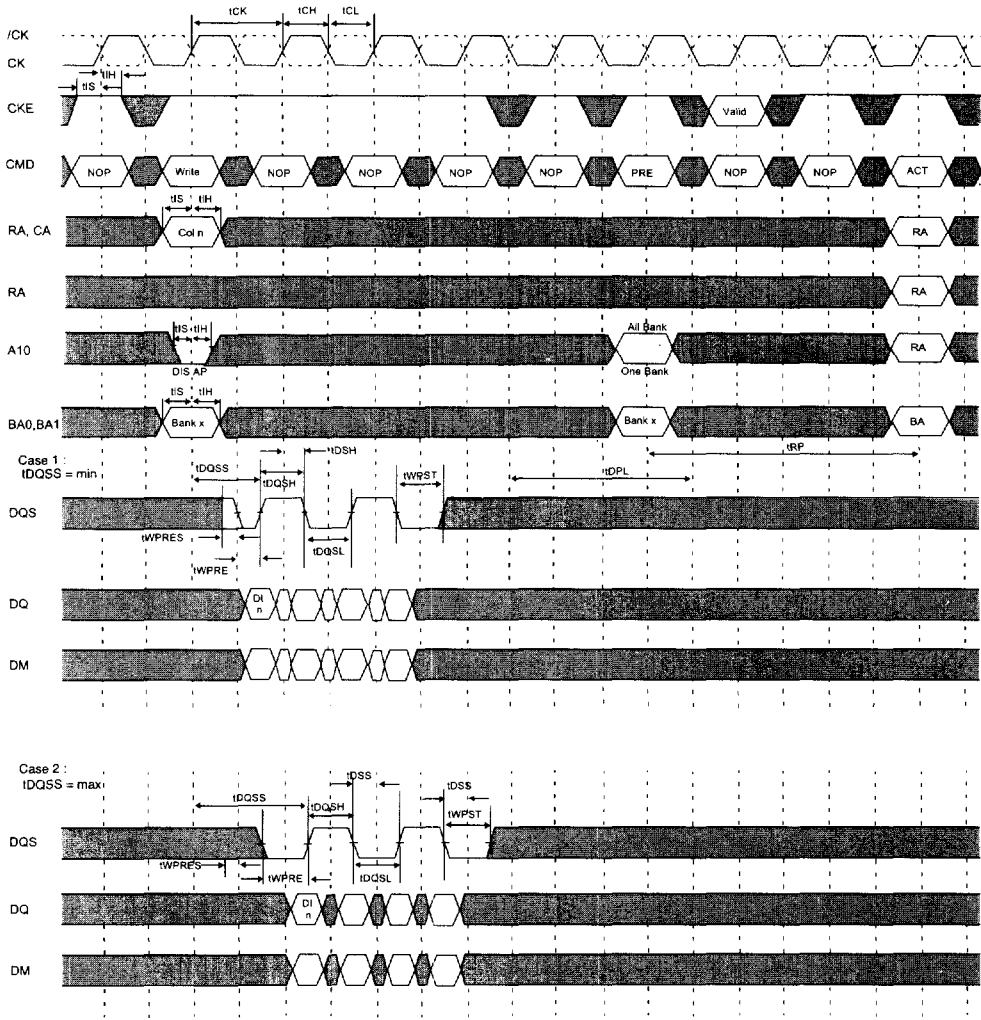 tCK tCH tCL
/CK
CK
tIH
tIS
CKE
Valid
CMD NOP Write NOP NOP NOP NOP PRE NOP NOP ACT
tIS tIH
RA, CA Col n RA
RA RA
tIS tIH All Bank
A10 RA
DIS AP One Bank
tIS tIH
BA0,BA1 Bank x Bank x BA
Case 1 :
tDQSS = min
tDQSS tDSH tRP
tDQSH tWPST tDPL
DQS
tWPRES tDQSL
tWPRE
DQ DI
n
DM
Case 2 :
tDQSS = max
tDSS tDSS
tDQSS tDQSH tWPST
DQS
tWPRES tWPRE tDQSL
DQ DI
n
DM